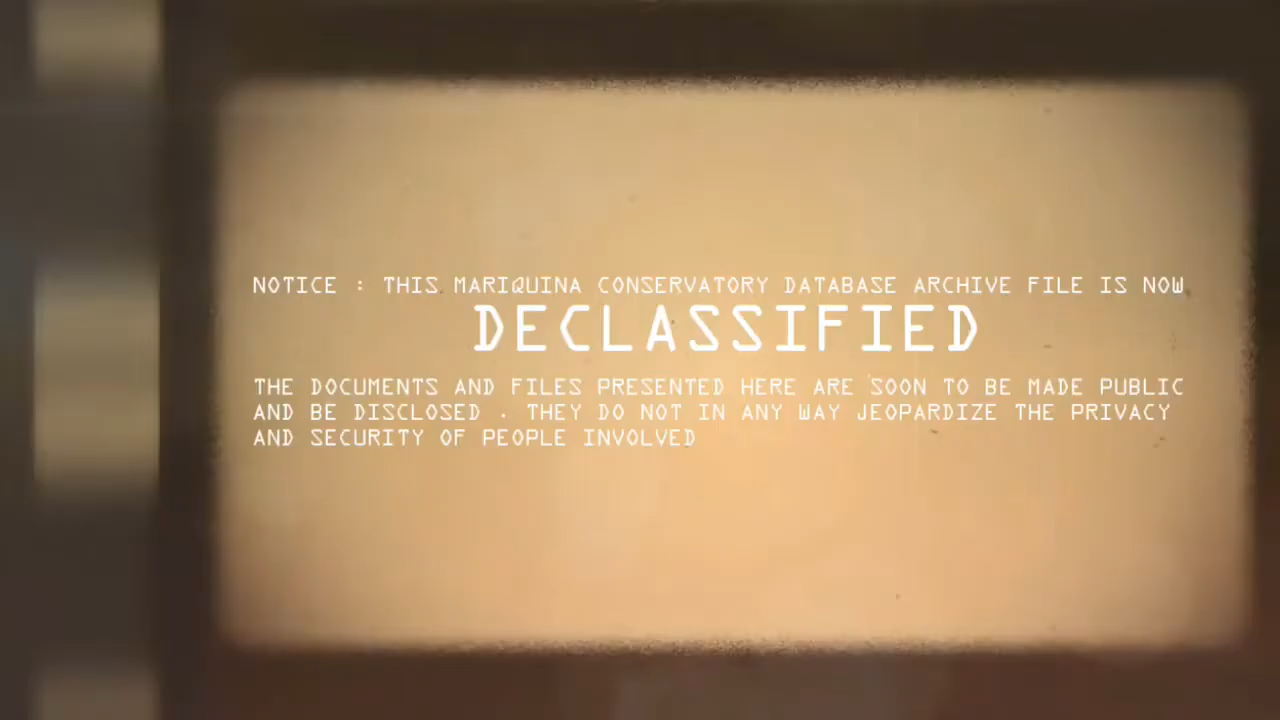 NOTICE : THIS MARIQUINA CONSERVATORY DATABASE ARCHIVE FILE IS NOW
DECLASSIFIED
THE DOCUMENTS AND FILES PRESENTED HERE ARE SOON TO BE MADE PUBLIC
AND BE DISCLOSED . THEY DO NOT IN ANY WAY JEOPARDIZE THE PRIVACY
AND SECURITY OF PEOPLE INVOLVED